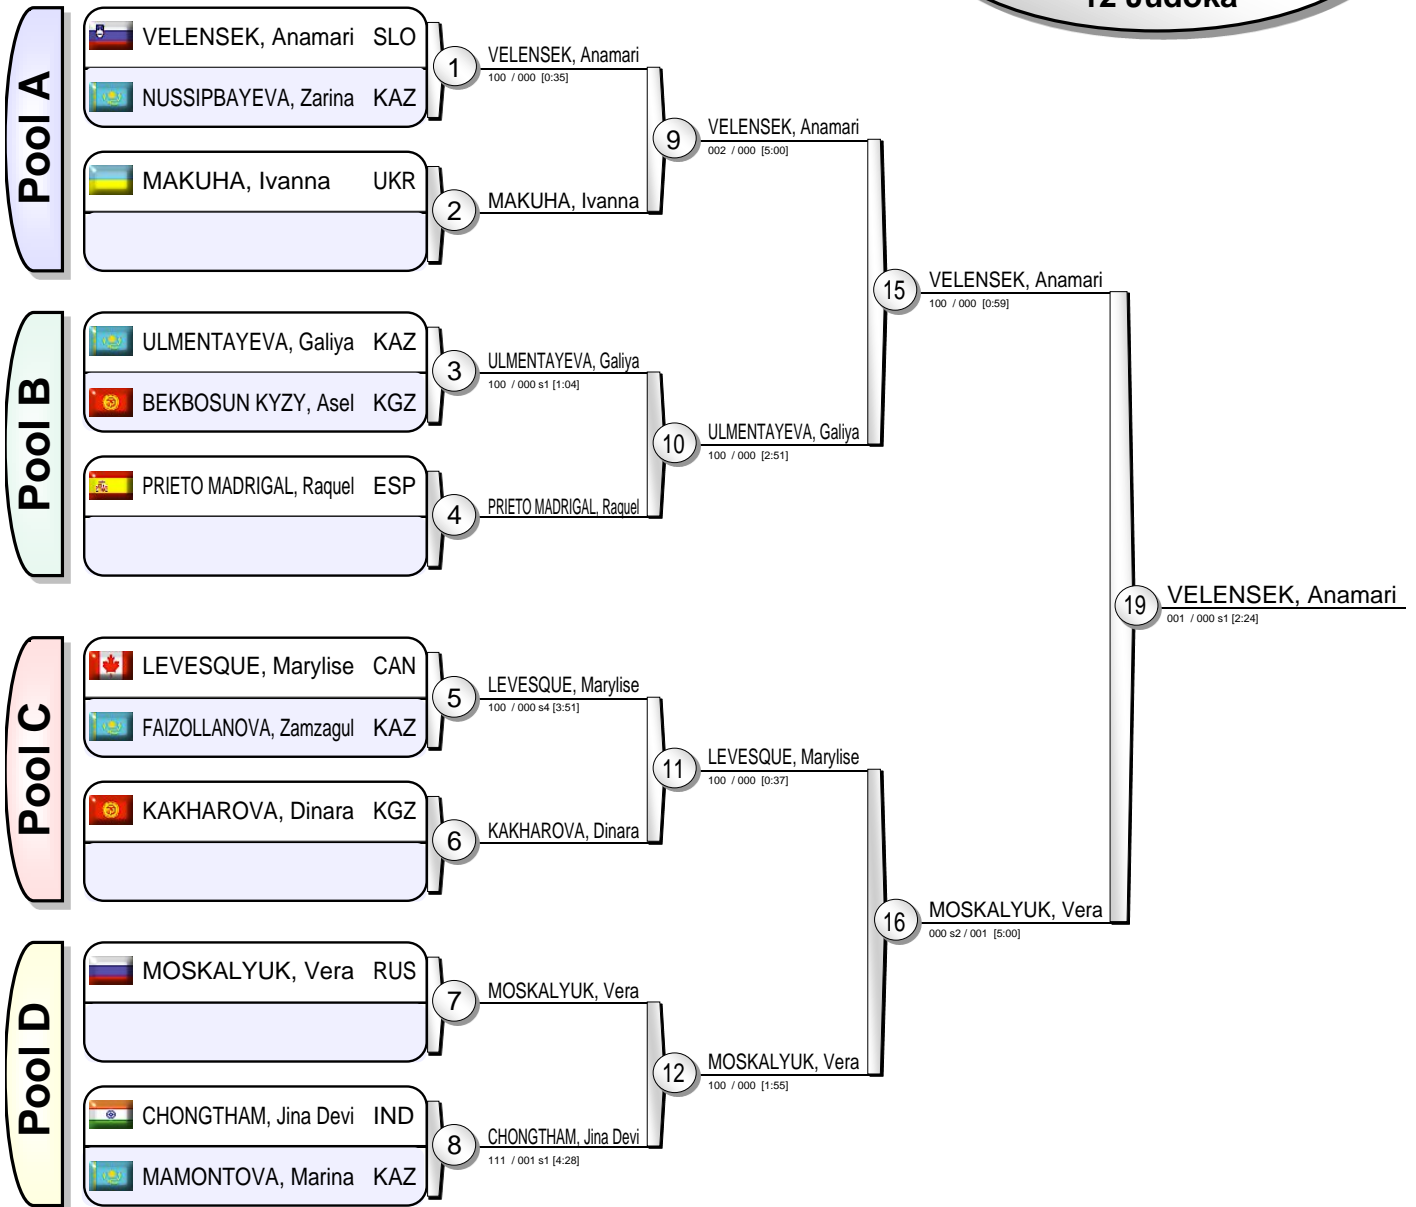 12 Judoka
Pool A
VELENSEK, Anamari SLO
NUSSIPBAYEVA, Zarina KAZ
1
VELENSEK, Anamari
100 / 000 [0:35]
MAKUHA, Ivanna UKR
2
MAKUHA, Ivanna
9
VELENSEK, Anamari
002 / 000 [5:00]
Pool B
ULMENTAYEVA, Galiya KAZ
BEKBOSUN KYZY, Asel KGZ
3
ULMENTAYEVA, Galiya
100 / 000 s1 [1:04]
PRIETO MADRIGAL, Raquel ESP
4
PRIETO MADRIGAL, Raquel
10
ULMENTAYEVA, Galiya
100 / 000 [2:51]
15
VELENSEK, Anamari
100 / 000 [0:59]
Pool C
LEVESQUE, Marylise CAN
FAIZOLLANOVA, Zamzagul KAZ
5
LEVESQUE, Marylise
100 / 000 s4 [3:51]
KAKHAROVA, Dinara KGZ
6
KAKHAROVA, Dinara
11
LEVESQUE, Marylise
100 / 000 [0:37]
Pool D
MOSKALYUK, Vera RUS
7
MOSKALYUK, Vera
CHONGTHAM, Jina Devi IND
MAMONTOVA, Marina KAZ
8
CHONGTHAM, Jina Devi
111 / 001 s1 [4:28]
12
MOSKALYUK, Vera
100 / 000 [1:55]
16
MOSKALYUK, Vera
000 s2 / 001 [5:00]
19
VELENSEK, Anamari
001 / 000 s1 [2:24]